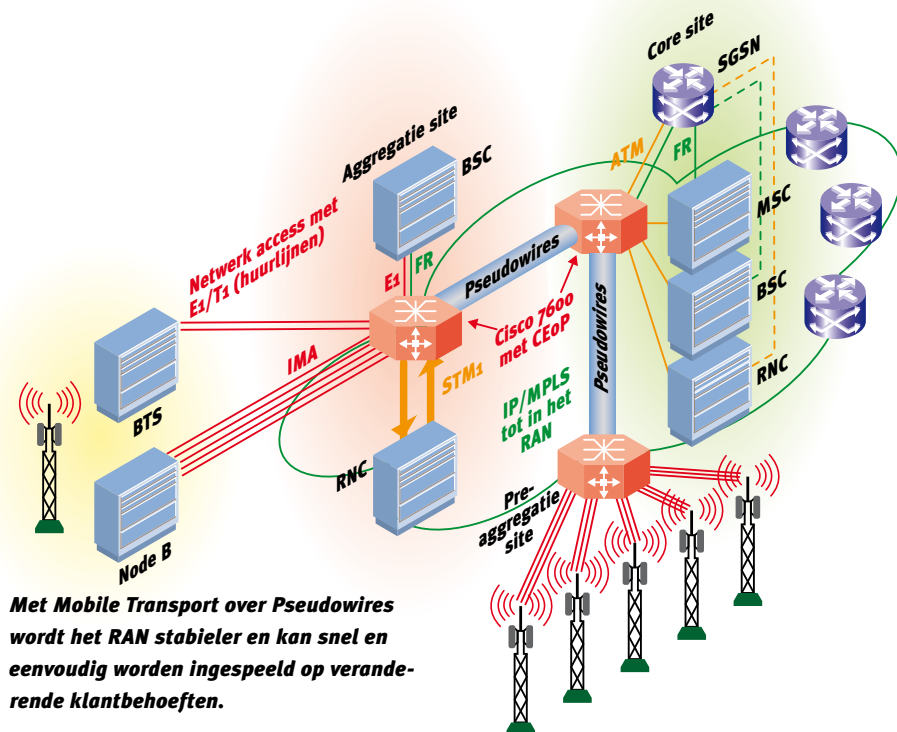 Core site
SGSN
Aggregatie site
BSC
ATM
FR
MSC
Netwerk access met
E1/T1 (huurlijnen)
E1
FR
Pseudowires
BSC
Cisco 7600
met CEoP
Pseudowires
IMA
STM1
RNC
BTS
IP/MPLS
tot in het
RAN
RNC
Pre-
aggregatie
site
Node B
Met Mobile Transport over Pseudowires
wordt het RAN stabieler en kan snel en
eenvoudig worden ingespeeld op verande-
rende klantbehoeften.